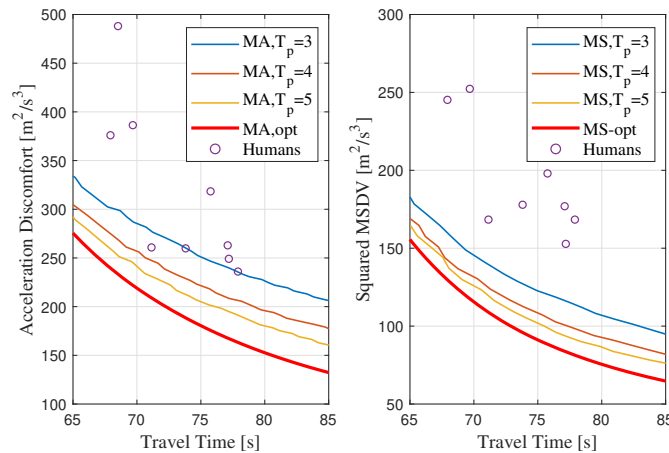 Acceleration Discomfort [m²/s³]
500
450
400
350
300
250
200
150
100
65
70
75
80
85
Travel Time [s]
MA,Tₚ=3
MA,Tₚ=4
MA,Tₚ=5
MA,opt
Humans
Squared MSDV [m²/s³]
300
250
200
150
100
50
65
70
75
80
85
Travel Time [s]
MS,Tₚ=3
MS,Tₚ=4
MS,Tₚ=5
MS-opt
Humans